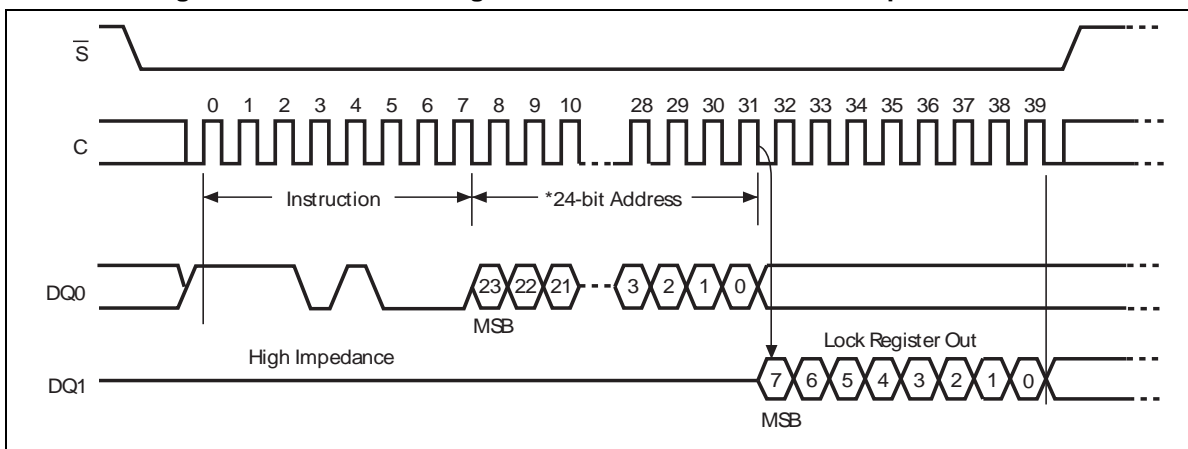 S
0 1 2 3 4 5 6 7 8 9 10 28 29 30 31 32 33 34 35 36 37 38 39
C
Instruction *24-bit Address
DQ0 23 22 21 3 2 1 0
MSB
High Impedance Lock Register Out
DQ1 7 6 5 4 3 2 1 0
MSB